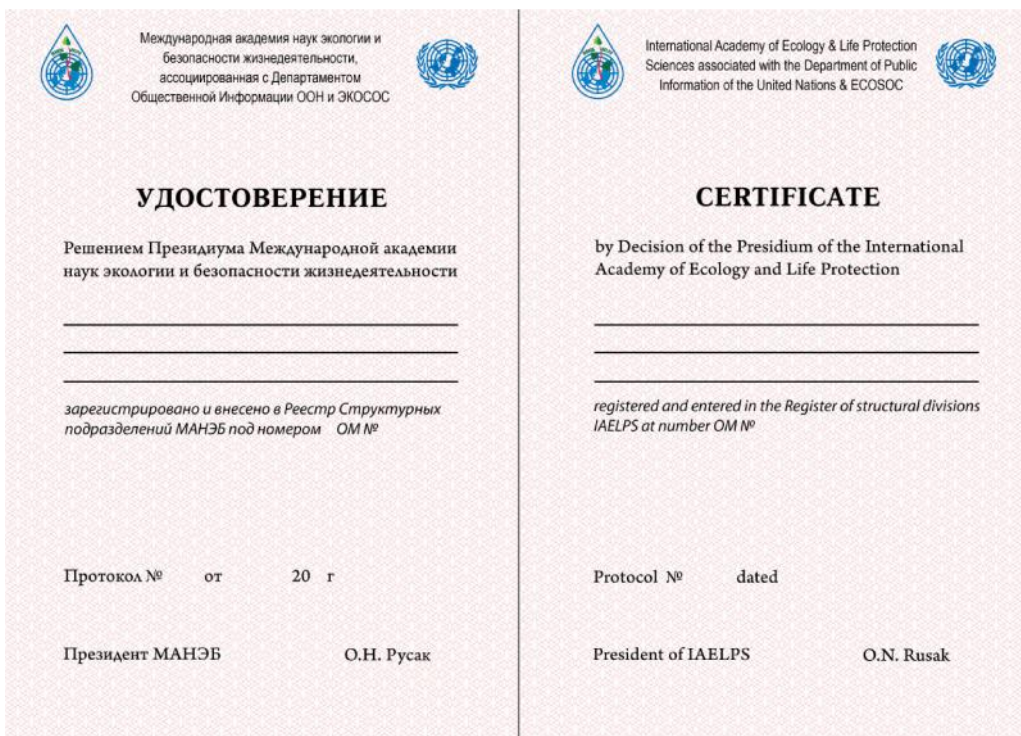 Международная академия наук экологии и
безопасности жизнедеятельности,
ассоциированная с Департаментом
Общественной Информации ООН и ЭКОСОС
УДОСТОВЕРЕНИЕ
Решением Президиума Международной академии
наук экологии и безопасности жизнедеятельности
зарегистрировано и внесено в Реестр Структурных
подразделений МАНЭБ под номером ОМ №
Протокол № от 20 г
Президент МАНЭБ О.Н. Русак
International Academy of Ecology & Life Protection
Sciences associated with the Department of Public
Information of the United Nations & ECOSOC
CERTIFICATE
by Decision of the Presidium of the International
Academy of Ecology and Life Protection
registered and entered in the Register of structural divisions
IAELPS at number OM №
Protocol № dated
President of IAELPS O.N. Rusak